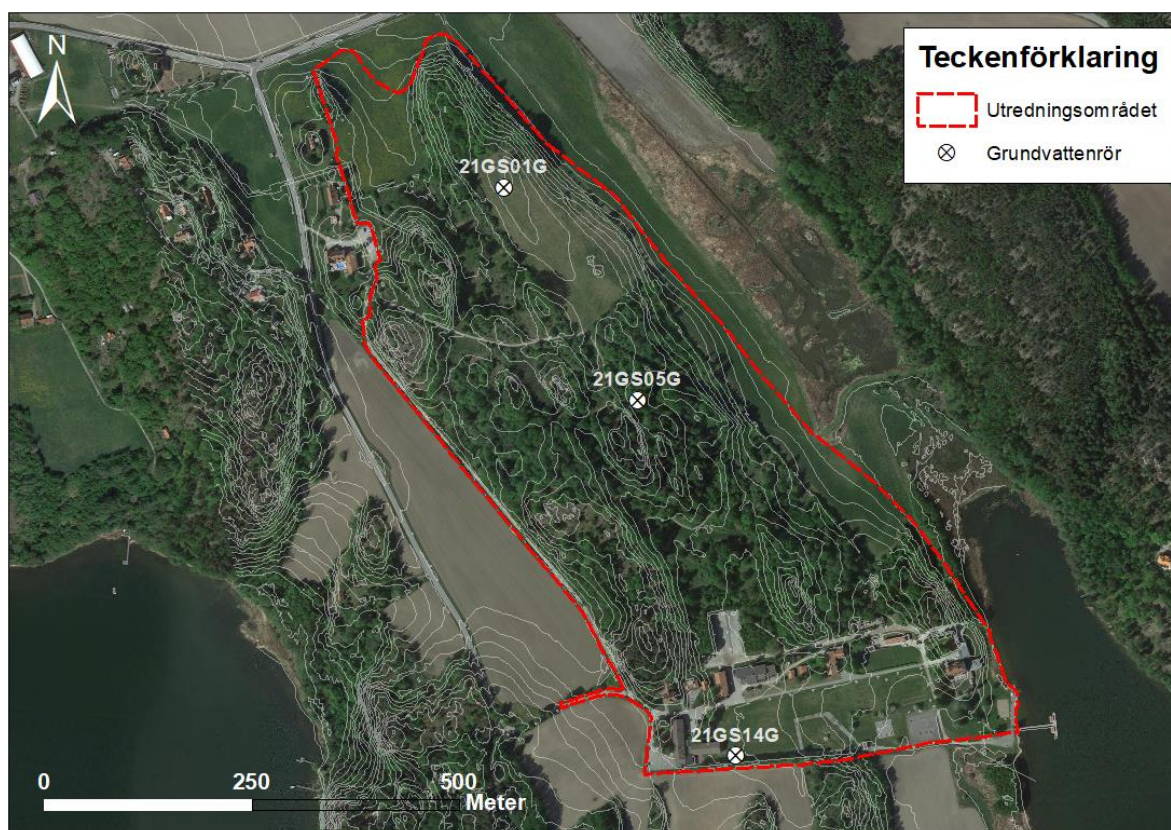 N
Teckenförklaring
Utredningsområdet
Grundvattenrör
21GS01G
21GS05G
21GS14G
0 250 500
Meter